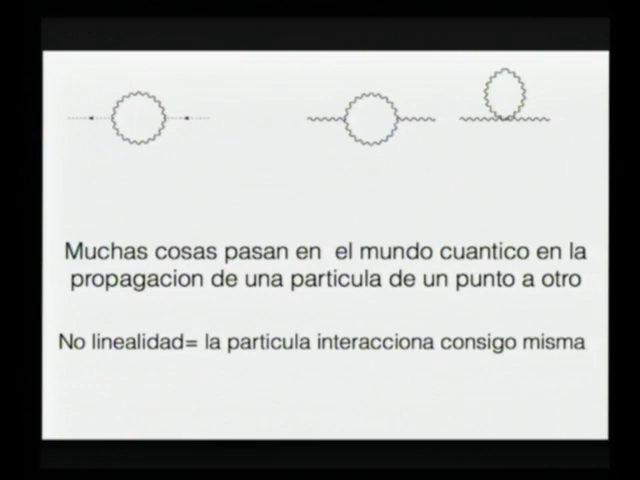 Muchas cosas pasan en el mundo cuantico en la
propagacion de una particula de un punto a otro
No linealidad= la particula interacciona consigo misma